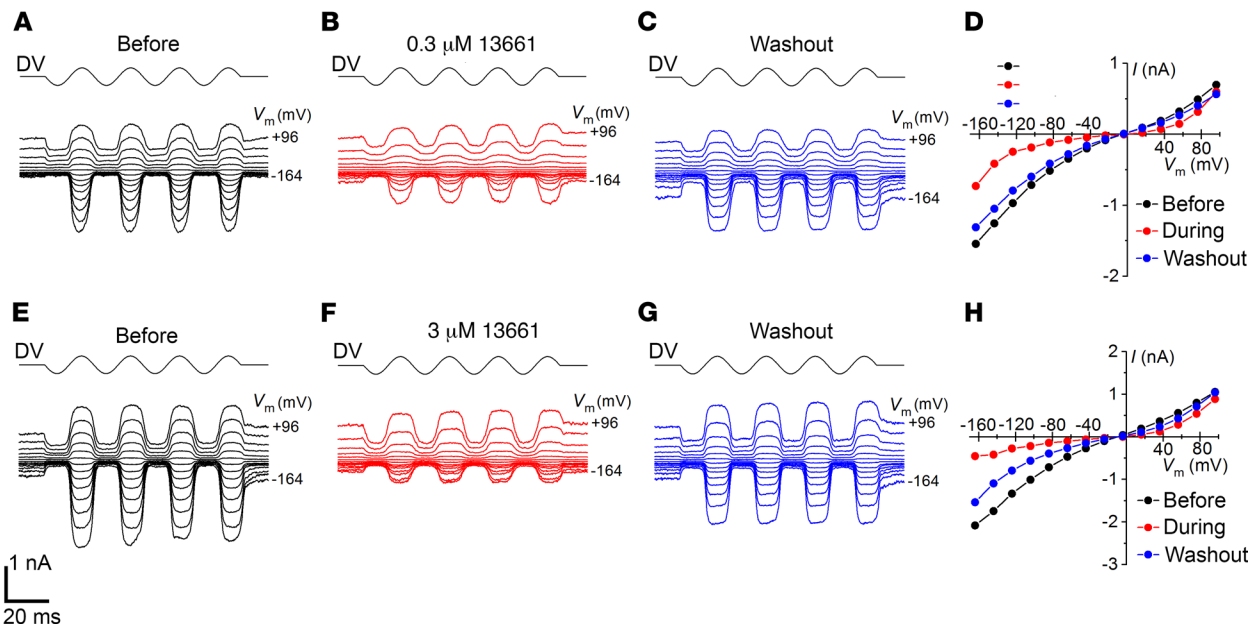 A
Before
DV
Vm (mV)
+96
-164
B
0.3 μM 13661
DV
Vm (mV)
+96
-164
C
Washout
DV
Vm (mV)
+96
-164
D
1
I (nA)
-160 -120 -80 -40
40 80
Vm (mV)
-1
-2
Before
During
Washout
E
Before
DV
Vm (mV)
+96
-164
1 nA
20 ms
F
3 μM 13661
DV
Vm (mV)
+96
-164
G
Washout
DV
Vm (mV)
+96
-164
H
2
I (nA)
1
-160 -120 -80 -40
40 80
Vm (mV)
-1
-2
-3
Before
During
Washout